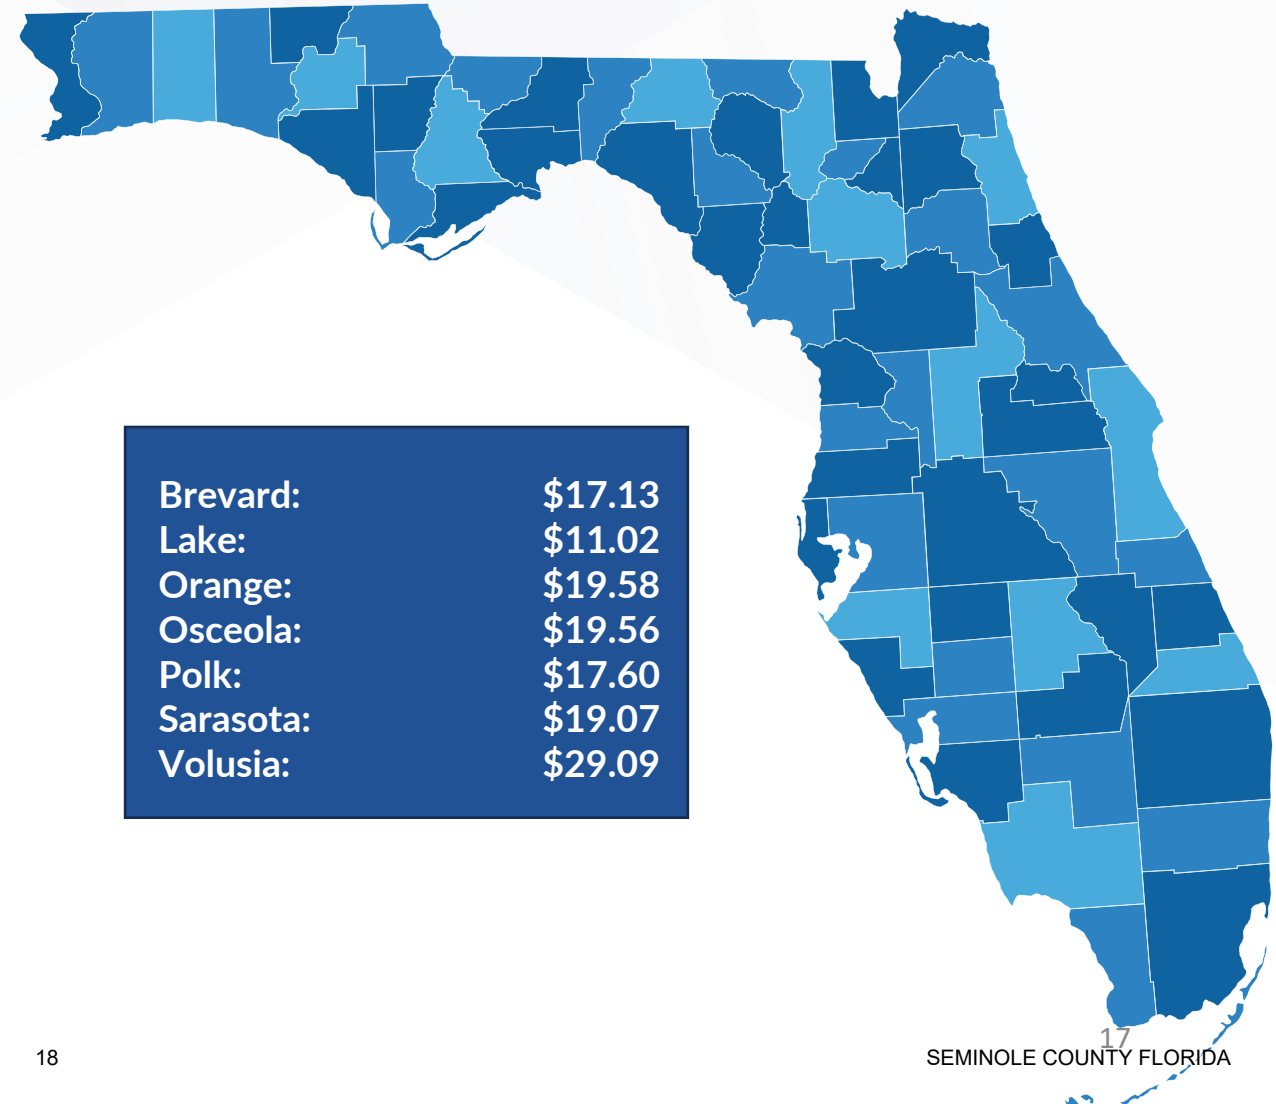 Brevard: $17.13
Lake: $11.02
Orange: $19.58
Osceola: $19.56
Polk: $17.60
Sarasota: $19.07
Volusia: $29.09
17
18 SEMINOLE COUNTY FLORIDA